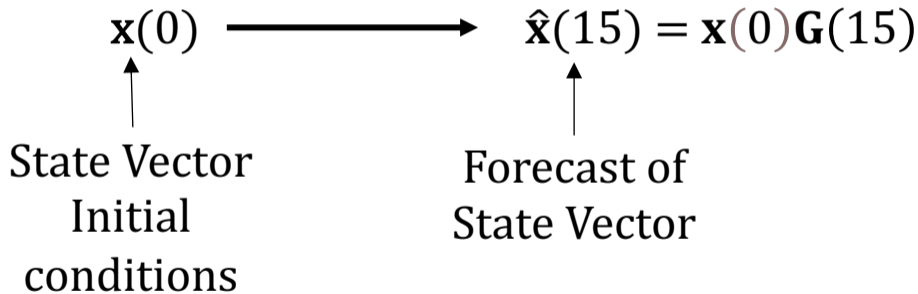 𝐱(0) x̂(15) = 𝐱(0)𝐆(15)
State Vector
Initial
conditions
Forecast of
State Vector